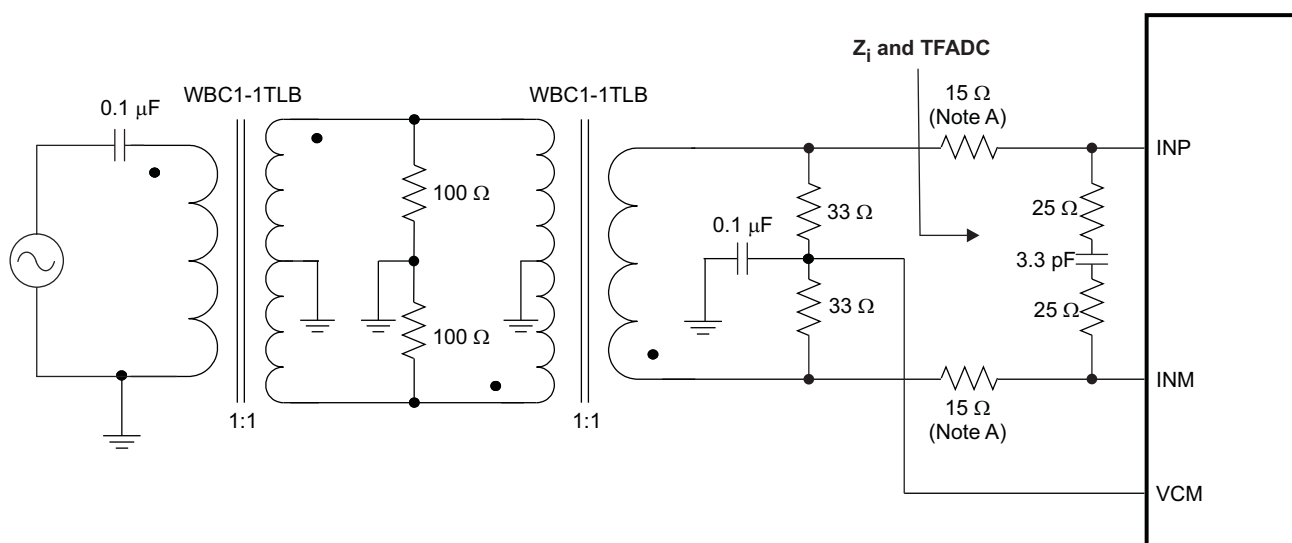 Z_i and TFADC
0.1 μF
WBC1-1TLB
WBC1-1TLB
15 Ω
(Note A)
INP
100 Ω
33 Ω
25 Ω
0.1 μF
3.3 pF
100 Ω
33 Ω
25 Ω
INM
1:1
1:1
15 Ω
(Note A)
VCM